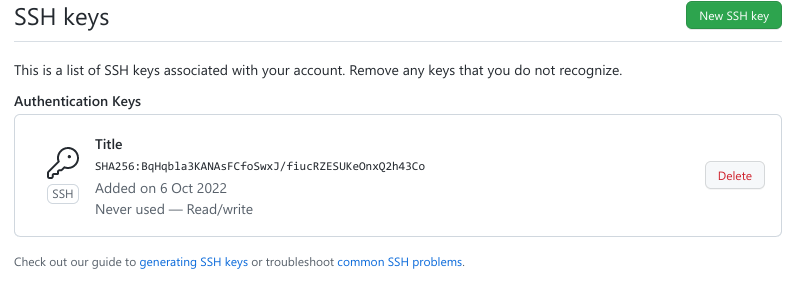 SSH keys
New SSH key
This is a list of SSH keys associated with your account. Remove any keys that you do not recognize.
Authentication Keys
Title
SHA256:BqHqbla3KANAsFCfoSwxJ/fiucRZESUKeOnxQ2h43Co
SSH
Added on 6 Oct 2022
Never used — Read/write
Delete
Check out our guide to generating SSH keys or troubleshoot common SSH problems.